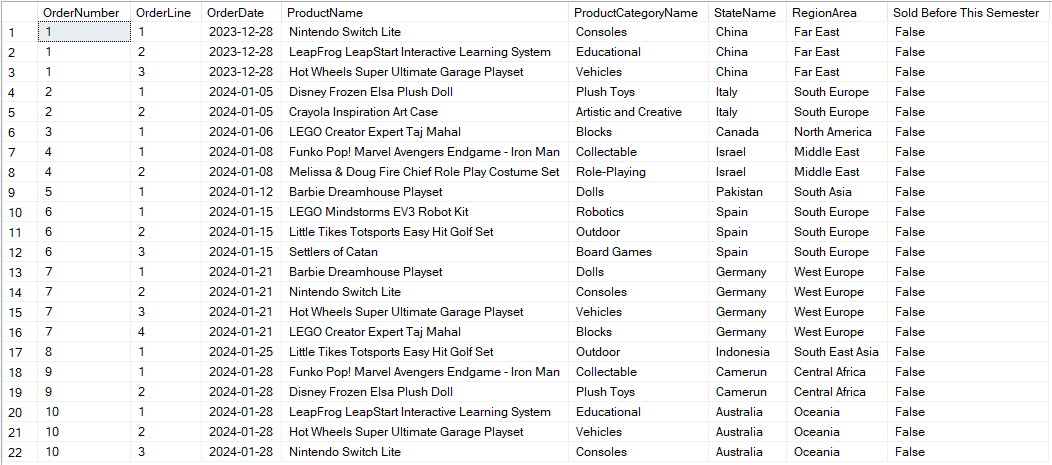 OrderNumber OrderLine OrderDate ProductName ProductCategoryName StateName RegionArea Sold Before This Semester
1 1 1 2023-12-28 Nintendo Switch Lite Consoles China Far East False
2 1 2 2023-12-28 LeapFrog LeapStart Interactive Learning System Educational China Far East False
3 1 3 2023-12-28 Hot Wheels Super Ultimate Garage Playset Vehicles China Far East False
4 2 1 2024-01-05 Disney Frozen Elsa Plush Doll Plush Toys Italy South Europe False
5 2 2 2024-01-05 Crayola Inspiration Art Case Artistic and Creative Italy South Europe False
6 3 1 2024-01-06 LEGO Creator Expert Taj Mahal Blocks Canada North America False
7 4 1 2024-01-08 Funko Pop! Marvel Avengers Endgame - Iron Man Collectable Israel Middle East False
8 4 2 2024-01-08 Melissa & Doug Fire Chief Role Play Costume Set Role-Playing Israel Middle East False
9 5 1 2024-01-12 Barbie Dreamhouse Playset Dolls Pakistan South Asia False
10 6 1 2024-01-15 LEGO Mindstorms EV3 Robot Kit Robotics Spain South Europe False
11 6 2 2024-01-15 Little Tikes Totsports Easy Hit Golf Set Outdoor Spain South Europe False
12 6 3 2024-01-15 Settlers of Catan Board Games Spain South Europe False
13 7 1 2024-01-21 Barbie Dreamhouse Playset Dolls Germany West Europe False
14 7 2 2024-01-21 Nintendo Switch Lite Consoles Germany West Europe False
15 7 3 2024-01-21 Hot Wheels Super Ultimate Garage Playset Vehicles Germany West Europe False
16 7 4 2024-01-21 LEGO Creator Expert Taj Mahal Blocks Germany West Europe False
17 8 1 2024-01-25 Little Tikes Totsports Easy Hit Golf Set Outdoor Indonesia South East Asia False
18 9 1 2024-01-28 Funko Pop! Marvel Avengers Endgame - Iron Man Collectable Camerun Central Africa False
19 9 2 2024-01-28 Disney Frozen Elsa Plush Doll Plush Toys Camerun Central Africa False
20 10 1 2024-01-28 LeapFrog LeapStart Interactive Learning System Educational Australia Oceania False
21 10 2 2024-01-28 Hot Wheels Super Ultimate Garage Playset Vehicles Australia Oceania False
22 10 3 2024-01-28 Nintendo Switch Lite Consoles Australia Oceania False